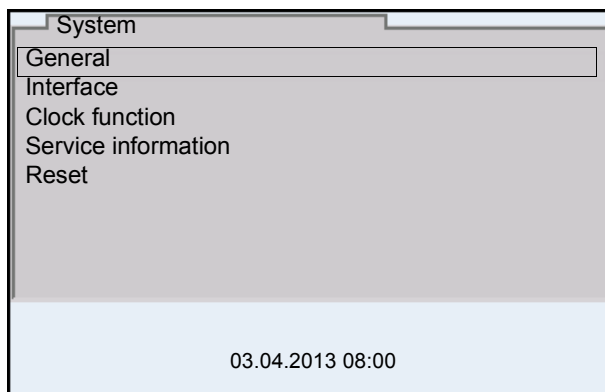 System
General
Interface
Clock function
Service information
Reset
03.04.2013 08:00